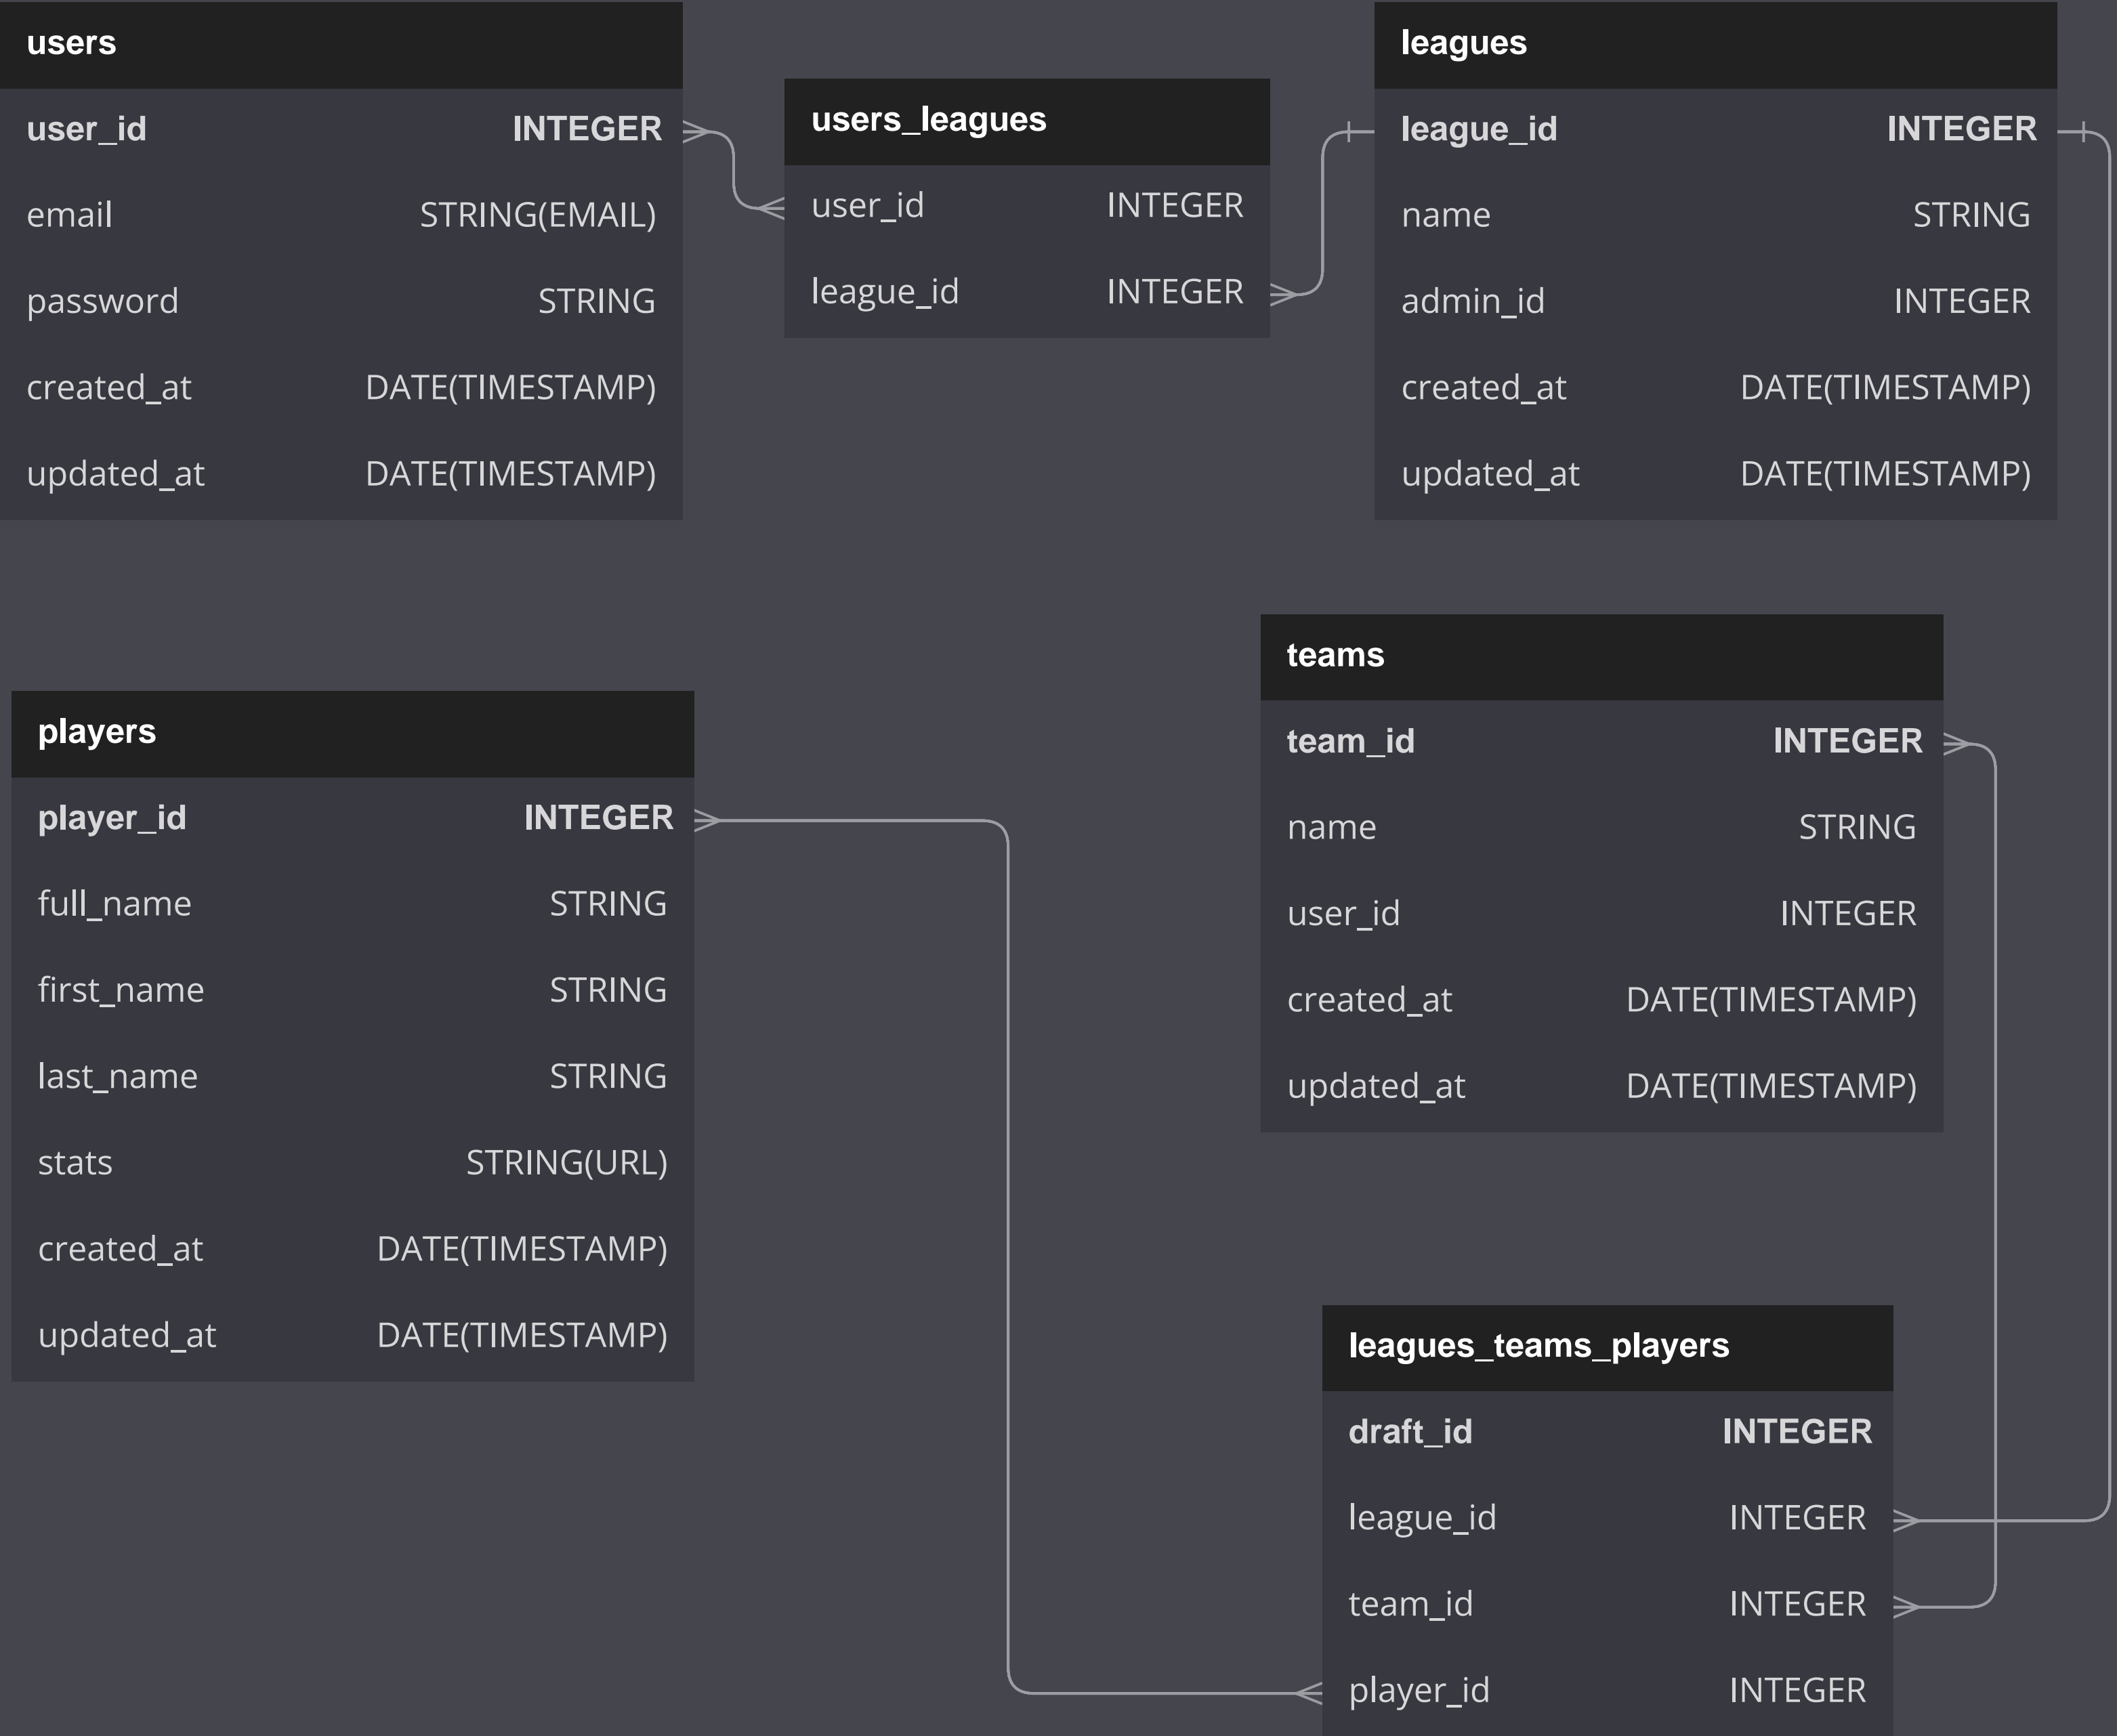 users
user_id INTEGER
email STRING(EMAIL)
password STRING
created_at DATE(TIMESTAMP)
updated_at DATE(TIMESTAMP)
users_leagues
user_id INTEGER
league_id INTEGER
leagues
league_id INTEGER
name STRING
admin_id INTEGER
created_at DATE(TIMESTAMP)
updated_at DATE(TIMESTAMP)
players
player_id INTEGER
full_name STRING
first_name STRING
last_name STRING
stats STRING(URL)
created_at DATE(TIMESTAMP)
updated_at DATE(TIMESTAMP)
teams
team_id INTEGER
name STRING
user_id INTEGER
created_at DATE(TIMESTAMP)
updated_at DATE(TIMESTAMP)
leagues_teams_players
draft_id INTEGER
league_id INTEGER
team_id INTEGER
player_id INTEGER